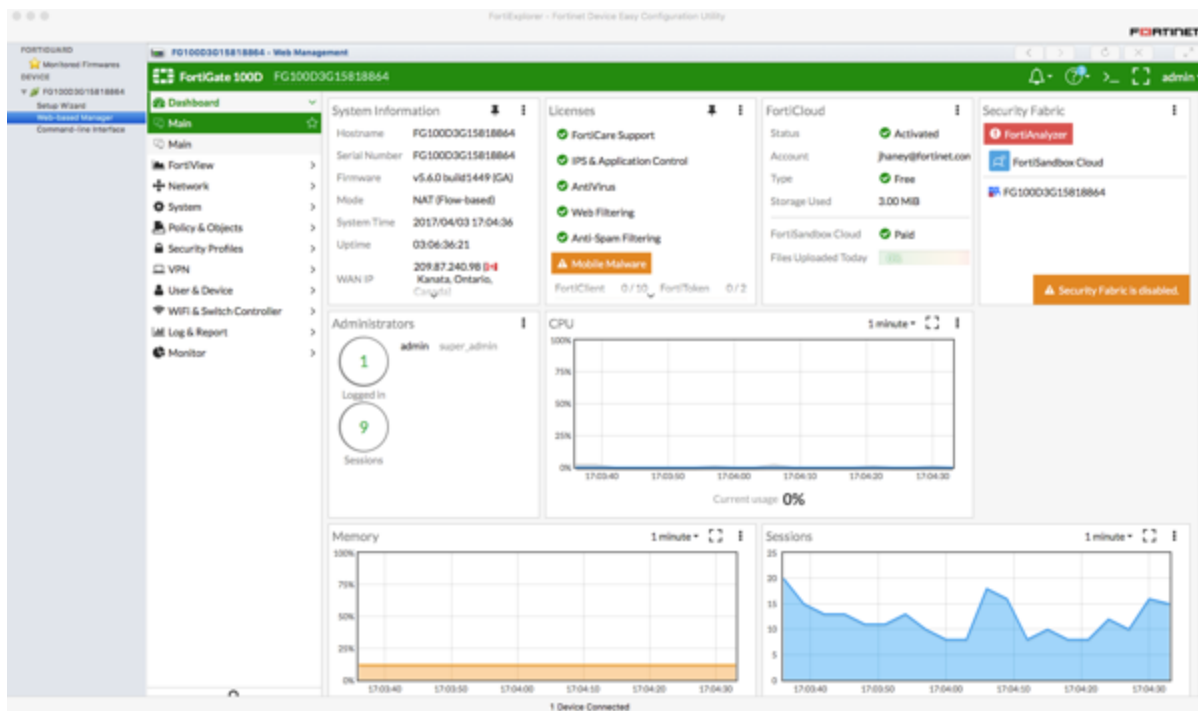 FortiExplorer - Fortinet Device Easy Configuration Utility
FORTINET
FORTIGUARD
Monitored Firmwares
DEVICE
FG100D3G15818864
Setup Wizard
Web-based Manager
Command-line Interface
FG100D3G15818864 - Web Management
FortiGate 100D FG100D3G15818864
admin
Dashboard
Main
Main
FortiView
Network
System
Policy & Objects
Security Profiles
VPN
User & Device
WiFi & Switch Controller
Log & Report
Monitor
System Information
Hostname FG100D3G15818864
Serial Number FG100D3G15818864
Firmware v5.6.0 build1449 (GA)
Mode NAT (Flow-based)
System Time 2017/04/03 17:04:36
Uptime 03:06:36:21
WAN IP 209.87.240.98
Kanata, Ontario,
Canada
Licenses
FortiCare Support
IPS & Application Control
AntiVirus
Web Filtering
Anti-Spam Filtering
Mobile Malware
FortiClient 0/10 FortiToken 0/2
FortiCloud
Status Activated
Account jhaney@fortinet.con
Type Free
Storage Used 3.00 MiB
FortiSandbox Cloud Paid
Files Uploaded Today
Security Fabric
FortiAnalyzer
FortiSandbox Cloud
FG100D3G15818864
Security Fabric is disabled.
Administrators
1
Logged in
9
Sessions
admin super_admin
CPU
1 minute
100%
75%
50%
25%
0%
17:03:40 17:03:50 17:04:00 17:04:10 17:04:20 17:04:30
Current usage 0%
Memory
1 minute
100%
75%
50%
25%
0%
17:03:40 17:03:50 17:04:00 17:04:10 17:04:20 17:04:30
Sessions
1 minute
25
20
15
10
5
0
17:03:40 17:03:50 17:04:00 17:04:10 17:04:20 17:04:30
1 Device Connected